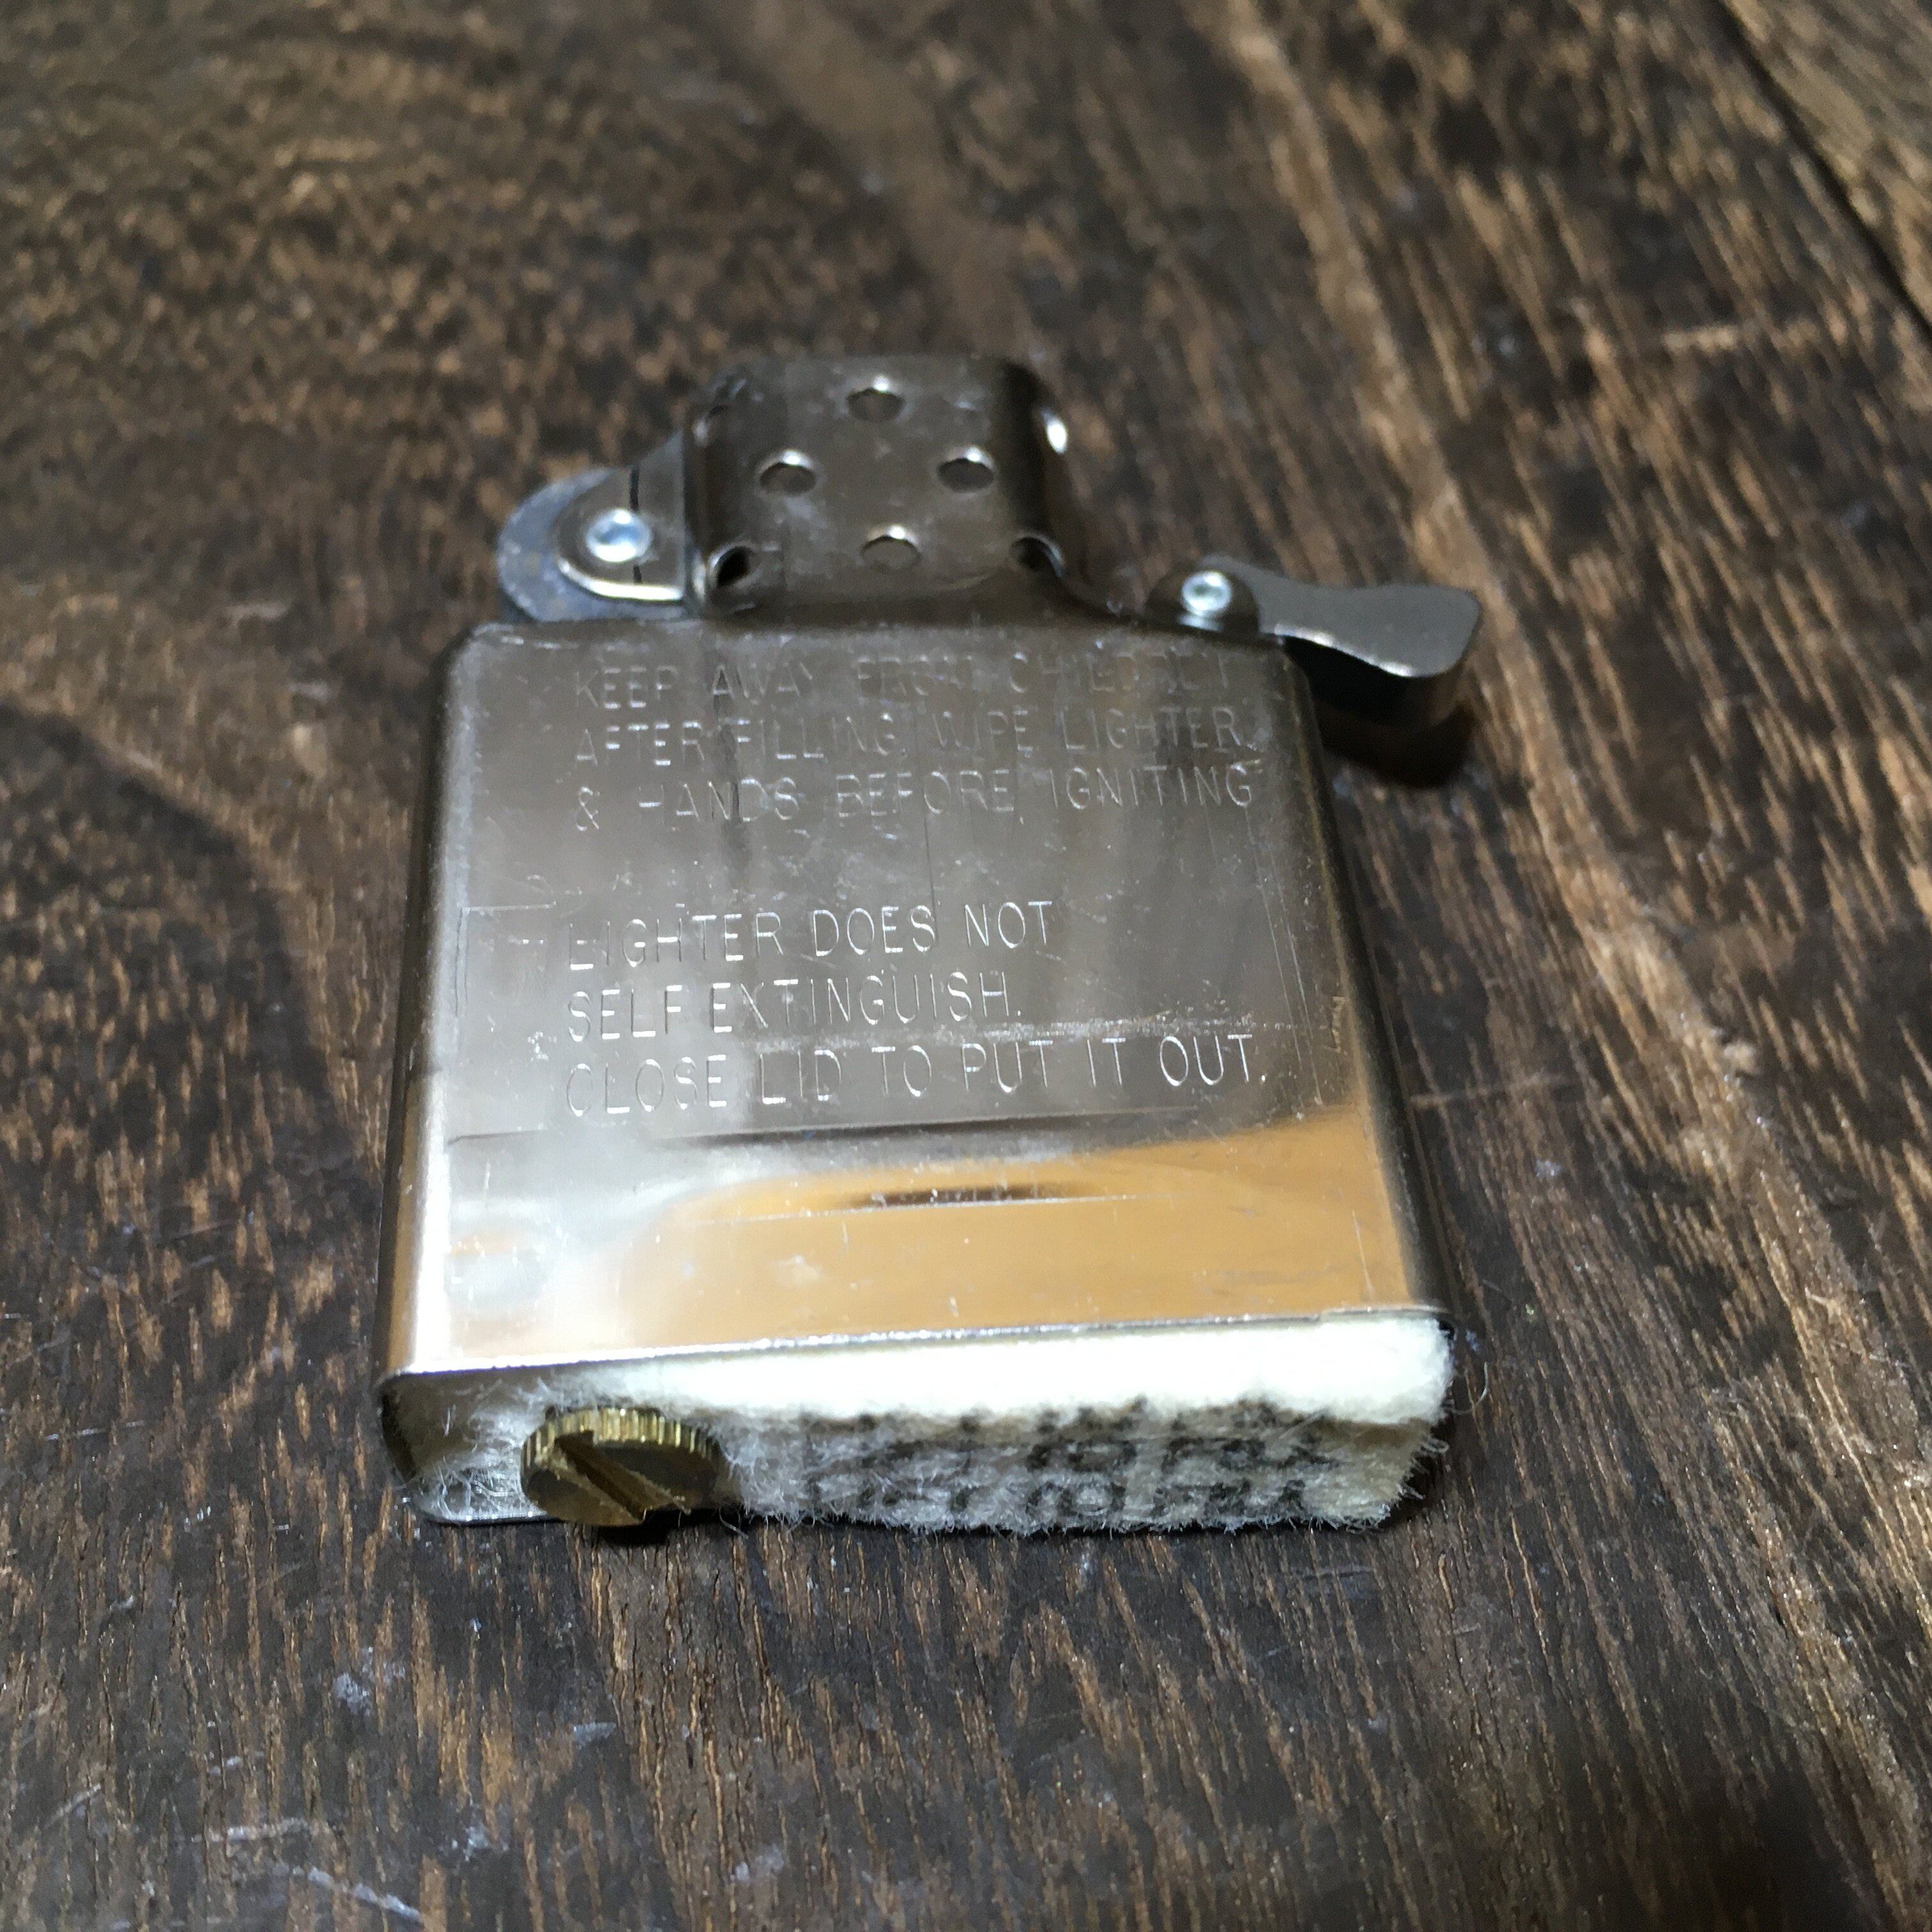 KEEP AWAY FROM CHILDREN
AFTER FILLING, WIPE LIGHTER
& HANDS BEFORE IGNITING
LIGHTER DOES NOT
SELF EXTINGUISH.
CLOSE LID TO PUT IT OUT.